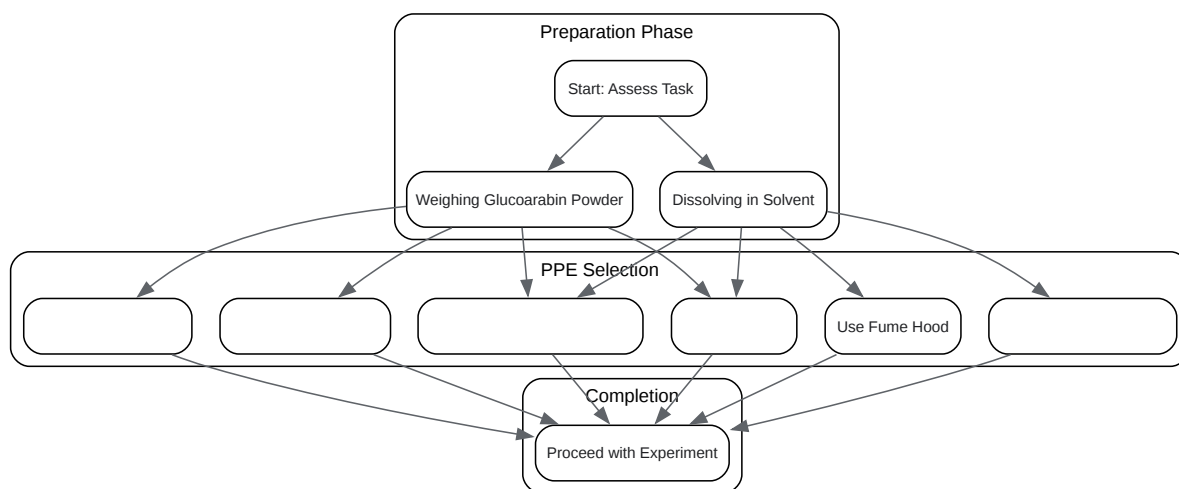 Preparation Phase
Start: Assess Task
Weighing Glucoarabin Powder
Dissolving in Solvent
PPE Selection
Use Fume Hood
Completion
Proceed with Experiment